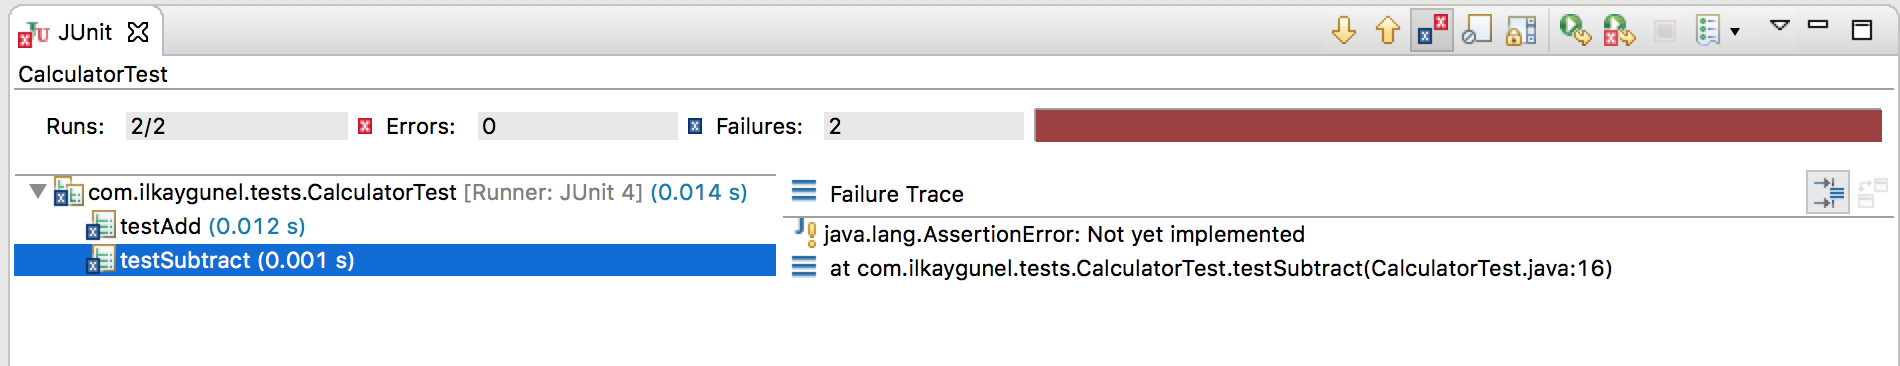 JUnit
CalculatorTest
Runs: 2/2 Errors: 0 Failures: 2
com.ilkaygunel.tests.CalculatorTest [Runner: JUnit 4] (0.014 s)
testAdd (0.012 s)
testSubtract (0.001 s)
Failure Trace
java.lang.AssertionError: Not yet implemented
at com.ilkaygunel.tests.CalculatorTest.testSubtract(CalculatorTest.java:16)